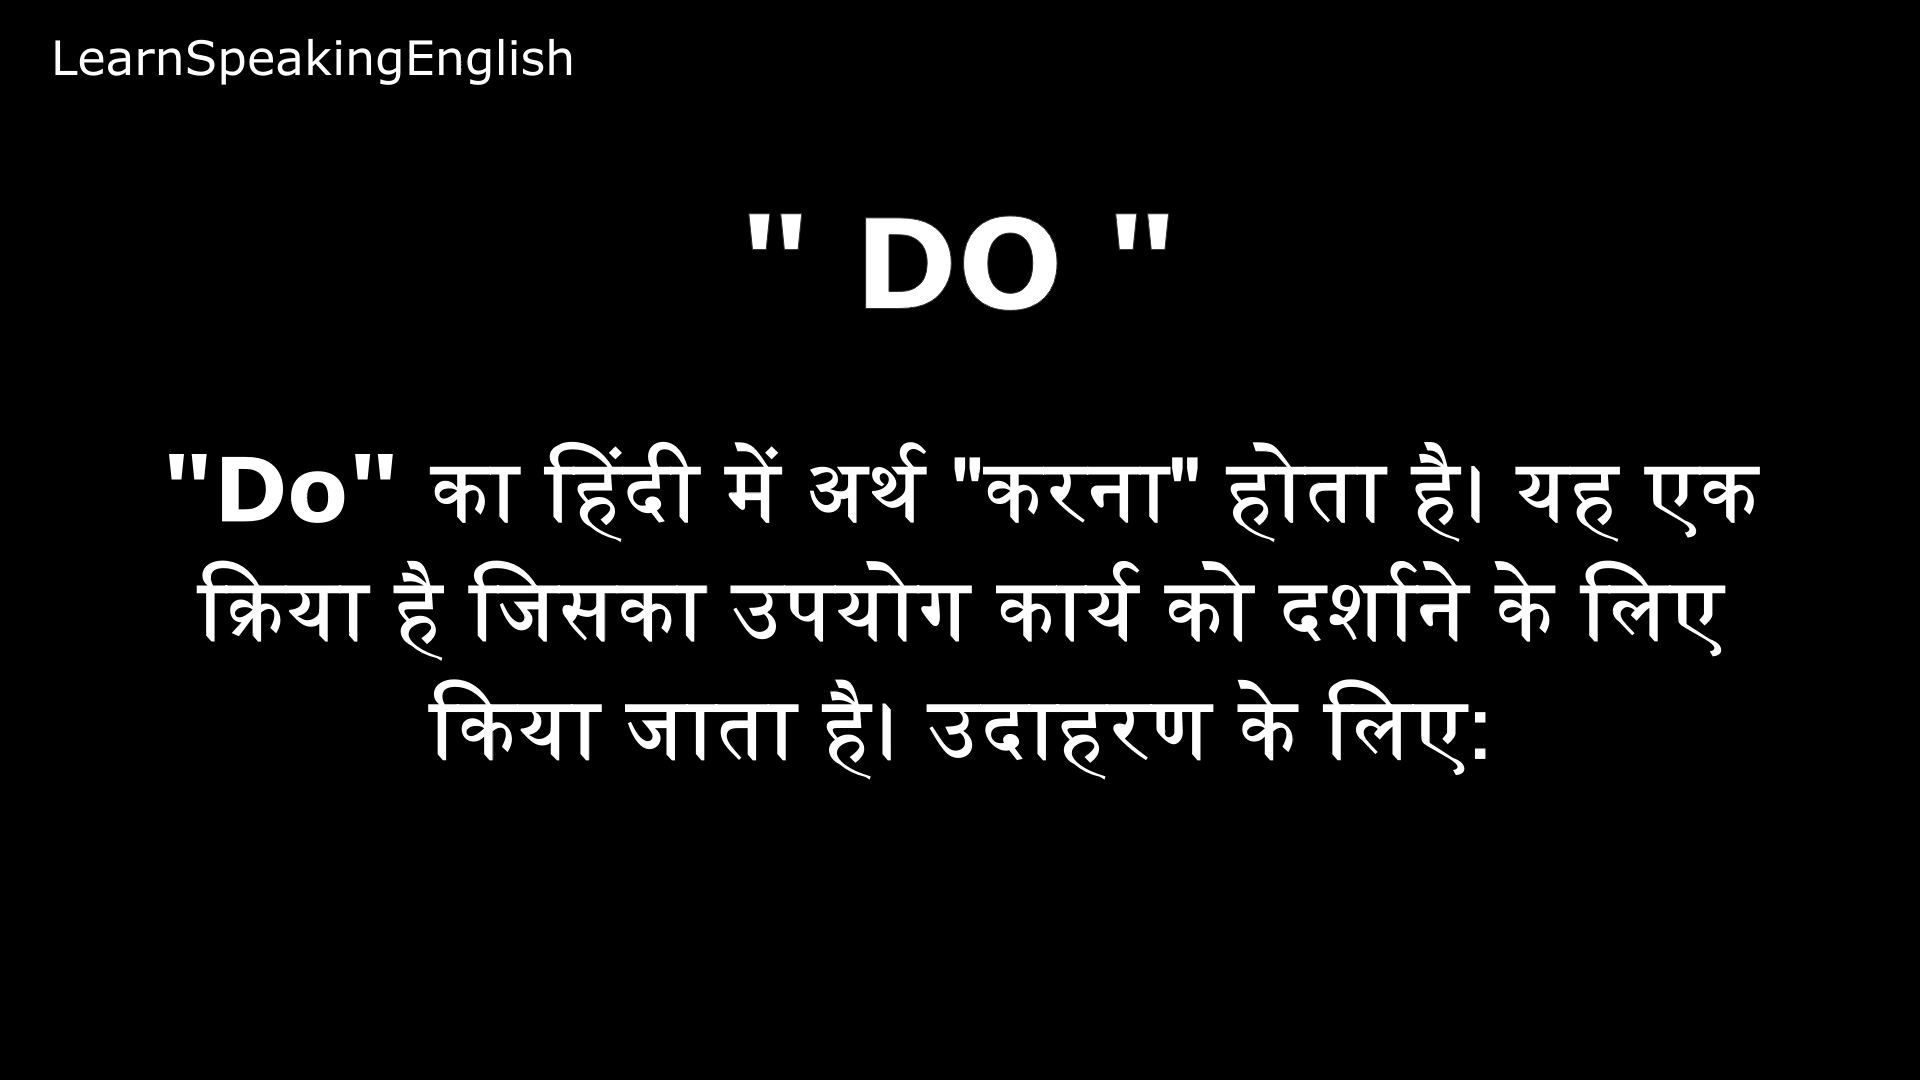 LearnSpeakingEnglish
" DO "
"Do" का हिंदी में अर्थ "करना" होता है। यह एक
क्रिया है जिसका उपयोग कार्य को दर्शाने के लिए
किया जाता है। उदाहरण के लिए: